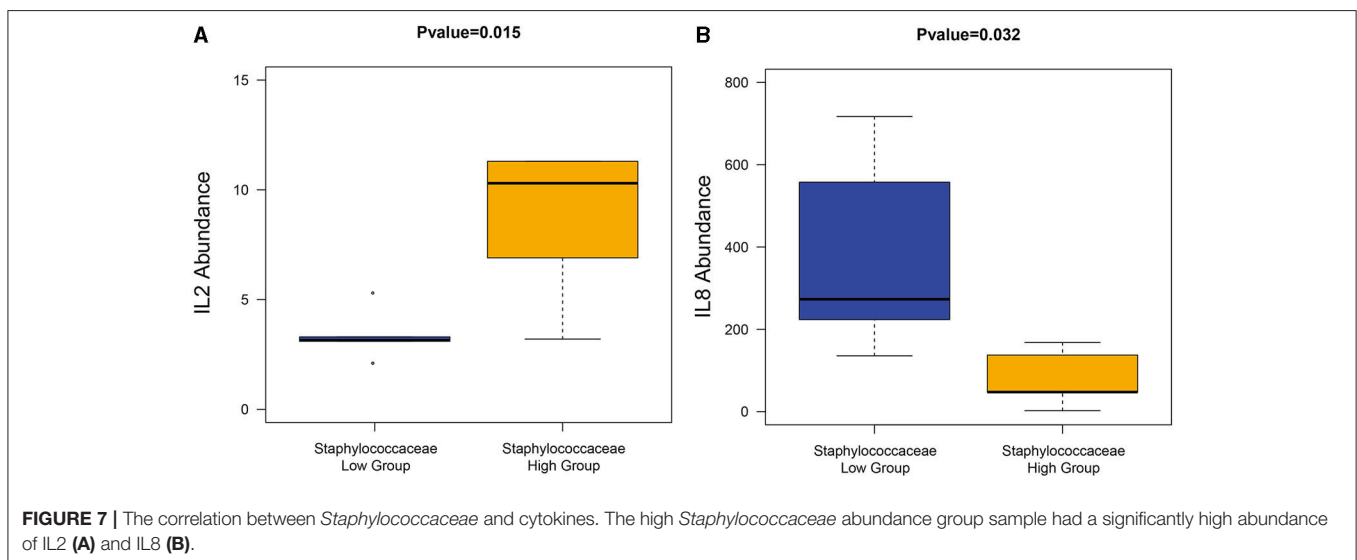 A
Pvalue=0.015
IL2 Abundance
15
10
5
0
Staphylococcaceae
Low Group
Staphylococcaceae
High Group
B
Pvalue=0.032
IL8 Abundance
800
600
400
200
0
Staphylococcaceae
Low Group
Staphylococcaceae
High Group
FIGURE 7 | The correlation between Staphylococcaceae and cytokines. The high Staphylococcaceae abundance group sample had a significantly high abundance
of IL2 (A) and IL8 (B).